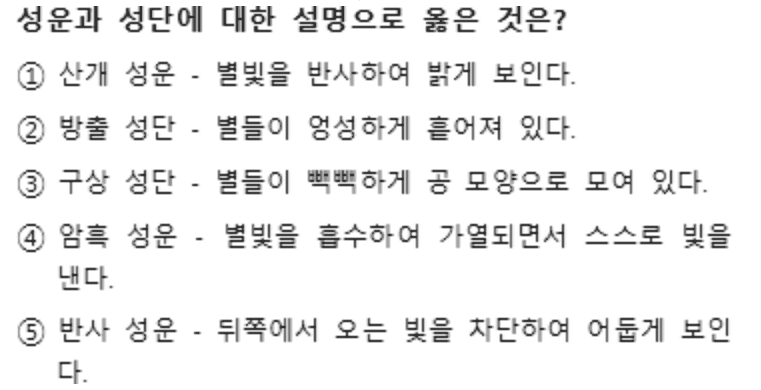 성운과 성단에 대한 설명으로 옳은 것은?
① 산개 성운 - 별빛을 반사하여 밝게 보인다.
② 방출 성단 - 별들이 엉성하게 흩어져 있다.
③ 구상 성단 - 별들이 빽빽하게 공 모양으로 모여 있다.
④ 암흑 성운 - 별빛을 흡수하여 가열되면서 스스로 빛을
낸다.
⑤ 반사 성운 - 뒤쪽에서 오는 빛을 차단하여 어둡게 보인
다.